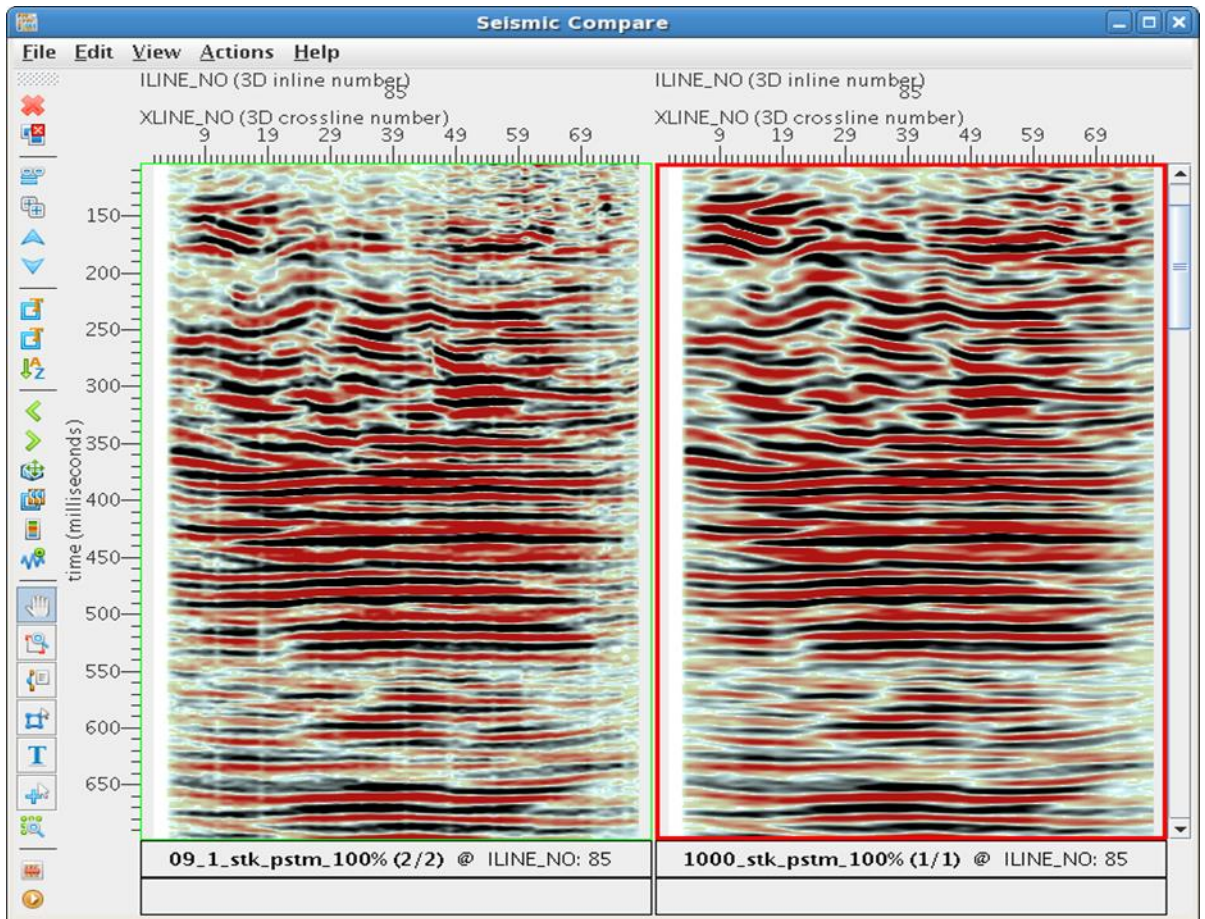 Seismic Compare
File Edit View Actions Help
ILINE_NO (3D inline number) ILINE_NO (3D inline number)
85 85
XLINE_NO (3D crossline number) XLINE_NO (3D crossline number)
9 19 29 39 49 59 69 9 19 29 39 49 59 69
time (milliseconds)
150
200
250
300
350
400
450
500
550
600
650
09_1_stk_pstm_100% (2/2) @ ILINE_NO: 85 1000_stk_pstm_100% (1/1) @ ILINE_NO: 85